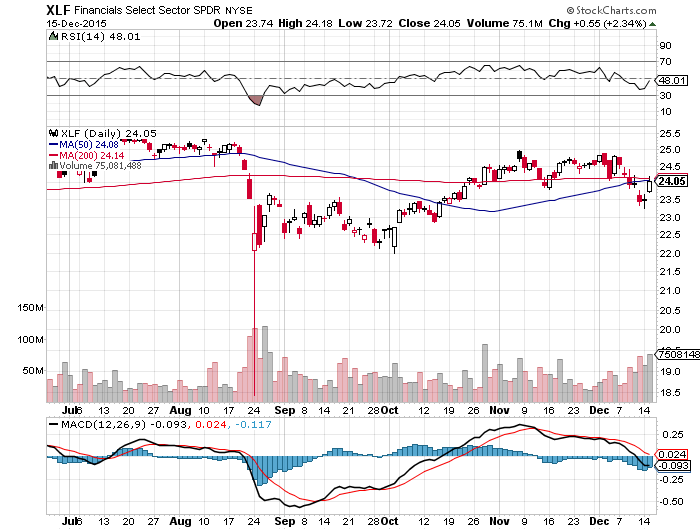 XLF Financials Select Sector SPDR NYSE © StockCharts.com
15-Dec-2015 Open 23.74 High 24.18 Low 23.72 Close 24.05 Volume 75.1M Chg +0.55 (+2.34%)
RSI(14) 48.01
90
70
48.01
30
10
XLF (Daily) 24.05
MA(50) 24.08
MA(200) 24.14
Volume 75,081,488
25.5
25.0
24.5
24.05
23.5
23.0
22.5
22.0
21.5
21.0
20.5
20.0
7508148
19.0
18.5
150M
100M
50M
Jul 6 13 20 27 Aug 10 17 24 Sep 8 14 21 28 Oct 12 19 26 Nov 9 16 23 Dec 7 14
MACD(12,26,9) -0.093, 0.024, -0.117
0.25
0.024
-0.093
-0.25
-0.50
Jul 6 13 20 27 Aug 10 17 24 Sep 8 14 21 28 Oct 12 19 26 Nov 9 16 23 Dec 7 14